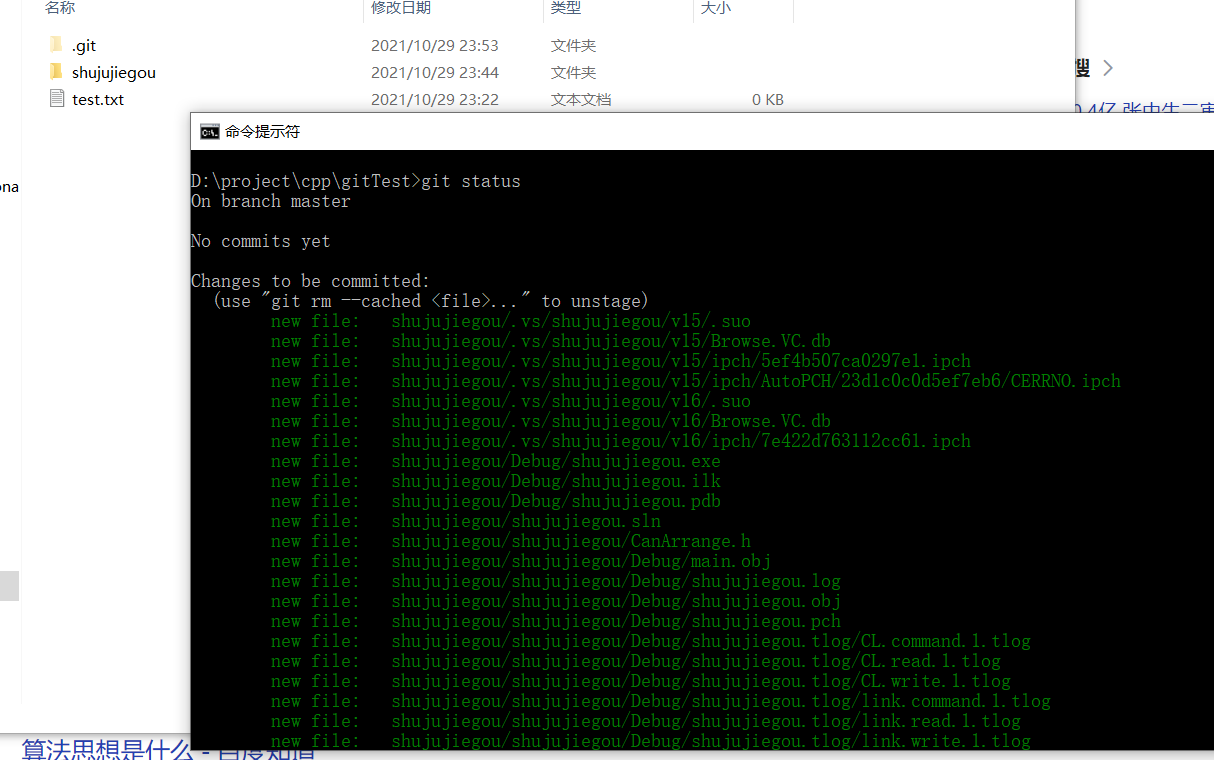 名称 修改日期 类型 大小
.git 2021/10/29 23:53 文件夹
shujujiegou 2021/10/29 23:44 文件夹
test.txt 2021/10/29 23:22 文本文档 0 KB
搜
命令提示符
ona
D:\project\cpp\gitTest>git status
On branch master
No commits yet
Changes to be committed:
(use "git rm --cached <file>..." to unstage)
new file: shujujiegou/.vs/shujujiegou/v15/.suo
new file: shujujiegou/.vs/shujujiegou/v15/Browse.VC.db
new file: shujujiegou/.vs/shujujiegou/v15/ipch/5ef4b507ca0297e1.ipch
new file: shujujiegou/.vs/shujujiegou/v15/ipch/AutoPCH/23d1c0c0d5ef7eb6/CERRNO.ipch
new file: shujujiegou/.vs/shujujiegou/v16/.suo
new file: shujujiegou/.vs/shujujiegou/v16/Browse.VC.db
new file: shujujiegou/.vs/shujujiegou/v16/ipch/7e422d763112cc61.ipch
new file: shujujiegou/Debug/shujujiegou.exe
new file: shujujiegou/Debug/shujujiegou.ilk
new file: shujujiegou/Debug/shujujiegou.pdb
new file: shujujiegou/shujujiegou.sln
new file: shujujiegou/shujujiegou/CanArrange.h
new file: shujujiegou/shujujiegou/Debug/main.obj
new file: shujujiegou/shujujiegou/Debug/shujujiegou.log
new file: shujujiegou/shujujiegou/Debug/shujujiegou.obj
new file: shujujiegou/shujujiegou/Debug/shujujiegou.pch
new file: shujujiegou/shujujiegou/Debug/shujujiegou.tlog/CL.command.1.tlog
new file: shujujiegou/shujujiegou/Debug/shujujiegou.tlog/CL.read.1.tlog
new file: shujujiegou/shujujiegou/Debug/shujujiegou.tlog/CL.write.1.tlog
new file: shujujiegou/shujujiegou/Debug/shujujiegou.tlog/link.command.1.tlog
new file: shujujiegou/shujujiegou/Debug/shujujiegou.tlog/link.read.1.tlog
new file: shujujiegou/shujujiegou/Debug/shujujiegou.tlog/link.write.1.tlog
算法思想是什么 - 百度知道